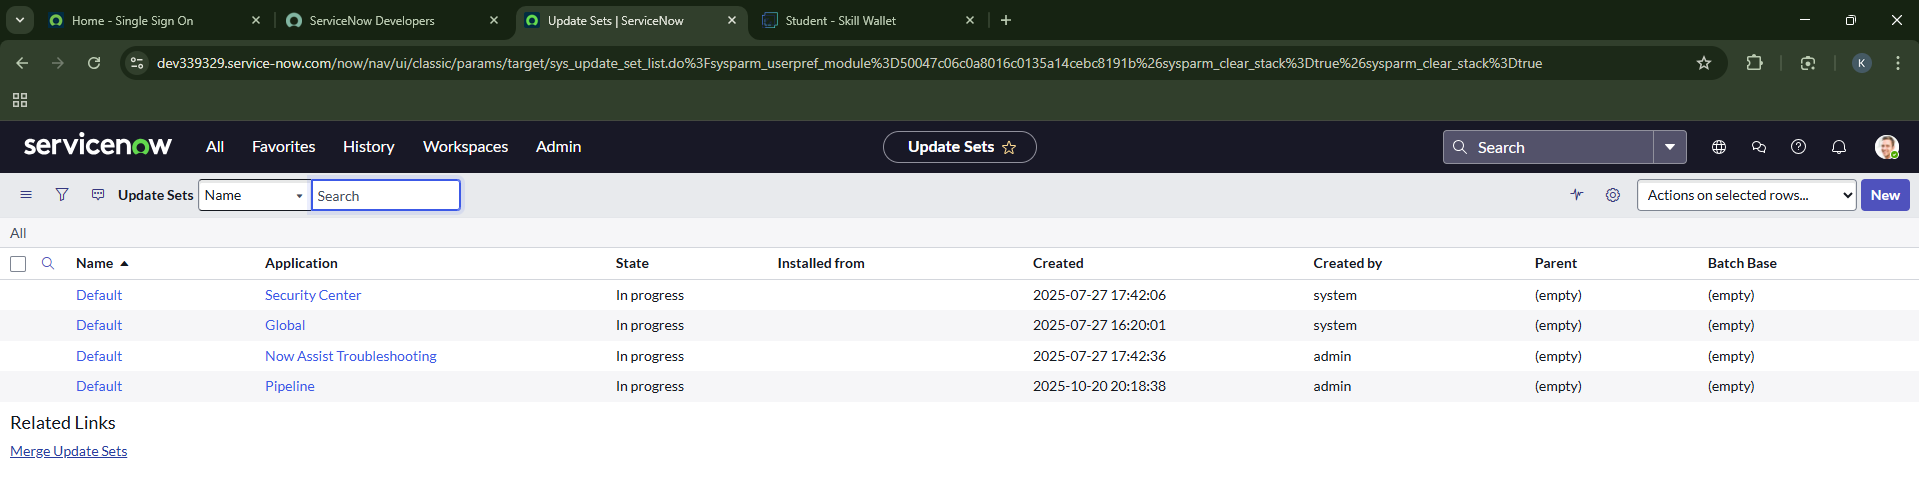 Home - Single Sign On
ServiceNow Developers
Update Sets | ServiceNow
Student - Skill Wallet
dev339329.service-now.com/now/nav/ui/classic/params/target/sys_update_set_list.do%3Fsysparm_userpref_module%3D50047c06c0a8016c0135a14cebc8191b%26sysparm_clear_stack%3Dtrue%26sysparm_clear_stack%3Dtrue
K
servicenow All Favorites History Workspaces Admin Update Sets Search
Update Sets Name Search Actions on selected rows... New
All
Name Application State Installed from Created Created by Parent Batch Base
Default Security Center In progress 2025-07-27 17:42:06 system (empty) (empty)
Default Global In progress 2025-07-27 16:20:01 system (empty) (empty)
Default Now Assist Troubleshooting In progress 2025-07-27 17:42:36 admin (empty) (empty)
Default Pipeline In progress 2025-10-20 20:18:38 admin (empty) (empty)
Related Links
Merge Update Sets